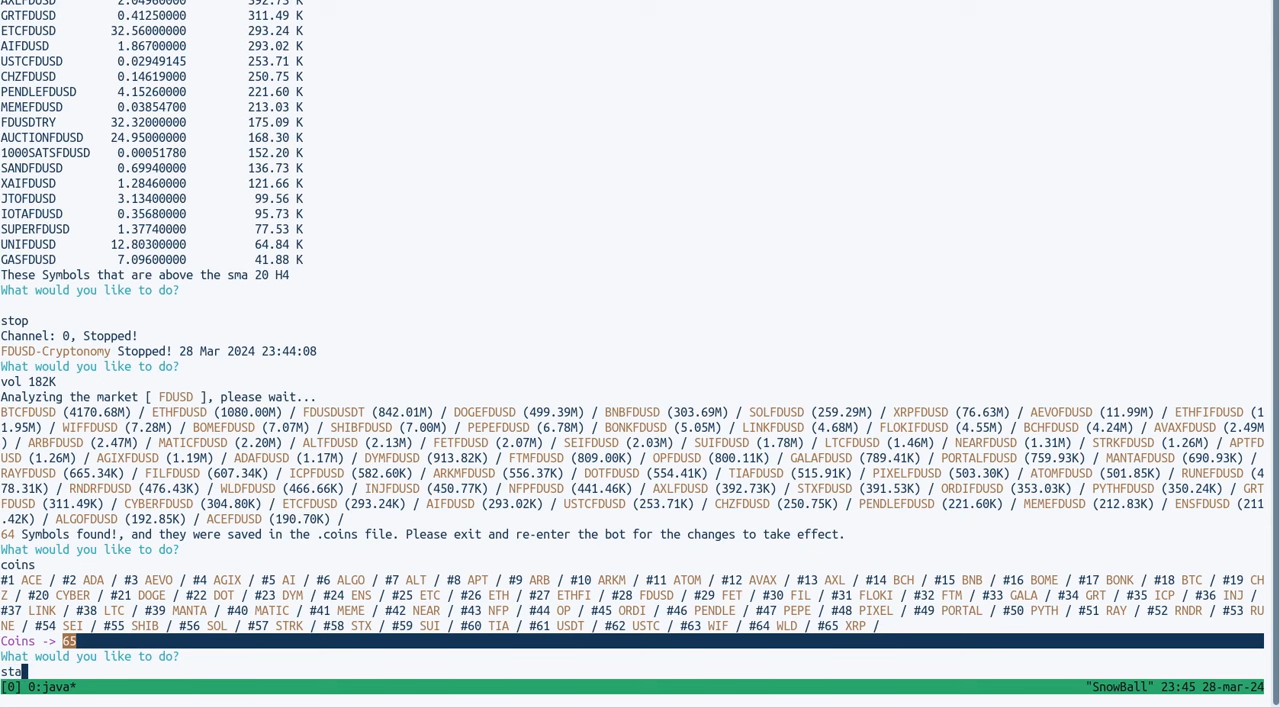 AXLFDUSD 2.04960000 392.73 K
GRTFDUSD 0.41250000 311.49 K
ETCFDUSD 32.56000000 293.24 K
AIFDUSD 1.86700000 293.02 K
USTCFDUSD 0.02949145 253.71 K
CHZFDUSD 0.14619000 250.75 K
PENDLEFDUSD 4.15260000 221.60 K
MEMEFDUSD 0.03854700 213.03 K
FDUSDTRY 32.32000000 175.09 K
AUCTIONFDUSD 24.95000000 168.30 K
1000SATSFDUSD 0.00051780 152.20 K
SANDFDUSD 0.69940000 136.73 K
XAIFDUSD 1.28460000 121.66 K
JTOFDUSD 3.13400000 99.56 K
IOTAFDUSD 0.35680000 95.73 K
SUPERFDUSD 1.37740000 77.53 K
UNIFDUSD 12.80300000 64.84 K
GASFDUSD 7.09600000 41.88 K
These Symbols that are above the sma 20 H4
What would you like to do?
stop
Channel: 0, Stopped!
FDUSD-Cryptonomy Stopped! 28 Mar 2024 23:44:08
What would you like to do?
vol 182K
Analyzing the market [ FDUSD ], please wait...
BTCFDUSD (4170.68M) / ETHFDUSD (1080.00M) / FDUSDUSDT (842.01M) / DOGEFDUSD (499.39M) / BNBFDUSD (303.69M) / SOLFDUSD (259.29M) / XRPFDUSD (76.63M) / AEVOFDUSD (11.99M) / ETHFIFDUSD (1
1.95M) / WIFFDUSD (7.28M) / BOMEFDUSD (7.07M) / SHIBFDUSD (7.00M) / PEPEFDUSD (6.78M) / BONKFDUSD (5.05M) / LINKFDUSD (4.68M) / FLOKIFDUSD (4.55M) / BCHFDUSD (4.24M) / AVAXFDUSD (2.49M
) / ARBFDUSD (2.47M) / MATICFDUSD (2.20M) / ALTFDUSD (2.13M) / FETFDUSD (2.07M) / SEIFDUSD (2.03M) / SUIFDUSD (1.78M) / LTCFDUSD (1.46M) / NEARFDUSD (1.31M) / STRKFDUSD (1.26M) / APTFD
USD (1.26M) / AGIXFDUSD (1.19M) / ADAFDUSD (1.17M) / DYMFDUSD (913.82K) / FTMFDUSD (809.00K) / OPFDUSD (800.11K) / GALAFDUSD (789.41K) / PORTALFDUSD (759.93K) / MANTAFDUSD (690.93K) /
RAYFDUSD (665.34K) / FILFDUSD (607.34K) / ICPFDUSD (582.60K) / ARKMFDUSD (556.37K) / DOTFDUSD (554.41K) / TIAFDUSD (515.91K) / PIXELFDUSD (503.30K) / ATOMFDUSD (501.85K) / RUNEFDUSD (4
78.31K) / RNDRFDUSD (476.43K) / WLDFDUSD (466.66K) / INJFDUSD (450.77K) / NFPFDUSD (441.46K) / AXLFDUSD (392.73K) / STXFDUSD (391.53K) / ORDIFDUSD (353.03K) / PYTHFDUSD (350.24K) / GRT
FDUSD (311.49K) / CYBERFDUSD (304.80K) / ETCFDUSD (293.24K) / AIFDUSD (293.02K) / USTCFDUSD (253.71K) / CHZFDUSD (250.75K) / PENDLEFDUSD (221.60K) / MEMEFDUSD (212.83K) / ENSFDUSD (211
.42K) / ALGOFDUSD (192.85K) / ACEFDUSD (190.70K) /
64 Symbols found!, and they were saved in the .coins file. Please exit and re-enter the bot for the changes to take effect.
What would you like to do?
coins
#1 ACE / #2 ADA / #3 AEVO / #4 AGIX / #5 AI / #6 ALGO / #7 ALT / #8 APT / #9 ARB / #10 ARKM / #11 ATOM / #12 AVAX / #13 AXL / #14 BCH / #15 BNB / #16 BOME / #17 BONK / #18 BTC / #19 CH
Z / #20 CYBER / #21 DOGE / #22 DOT / #23 DYM / #24 ENS / #25 ETC / #26 ETH / #27 ETHFI / #28 FDUSD / #29 FET / #30 FIL / #31 FLOKI / #32 FTM / #33 GALA / #34 GRT / #35 ICP / #36 INJ /
#37 LINK / #38 LTC / #39 MANTA / #40 MATIC / #41 MEME / #42 NEAR / #43 NFP / #44 OP / #45 ORDI / #46 PENDLE / #47 PEPE / #48 PIXEL / #49 PORTAL / #50 PYTH / #51 RAY / #52 RNDR / #53 RU
NE / #54 SEI / #55 SHIB / #56 SOL / #57 STRK / #58 STX / #59 SUI / #60 TIA / #61 USDT / #62 USTC / #63 WIF / #64 WLD / #65 XRP /
Coins -> 65
What would you like to do?
sta
[0] 0:java* "SnowBall" 23:45 28-mar-24